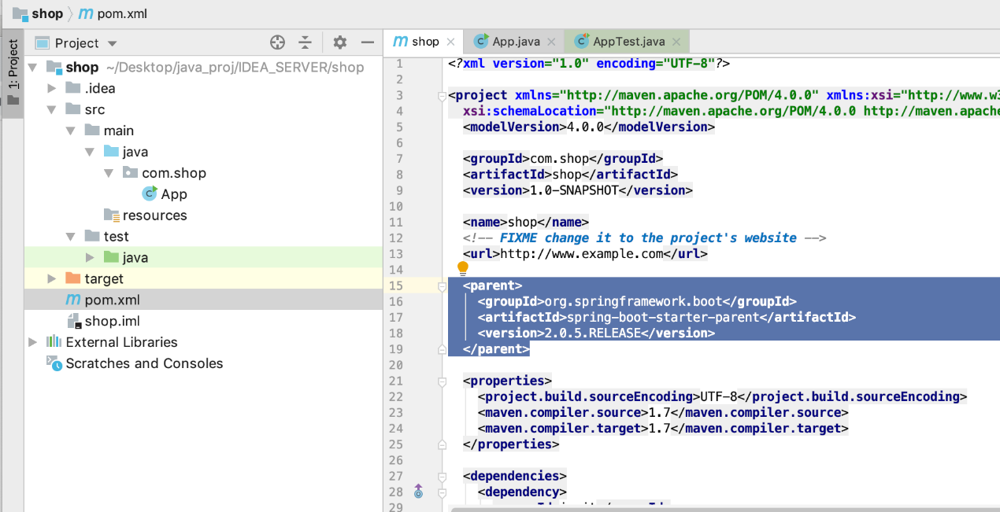 shop pom.xml
1: Project
Project
shop ~/Desktop/java_proj/IDEA_SERVER/shop
.idea
src
main
java
com.shop
App
resources
test
java
target
pom.xml
shop.iml
External Libraries
Scratches and Consoles
shop App.java AppTest.java
1 <?xml version="1.0" encoding="UTF-8"?>
2
3 <project xmlns="http://maven.apache.org/POM/4.0.0" xmlns:xsi="http://www.w3
4 xsi:schemaLocation="http://maven.apache.org/POM/4.0.0 http://maven.apache
5 <modelVersion>4.0.0</modelVersion>
6
7 <groupId>com.shop</groupId>
8 <artifactId>shop</artifactId>
9 <version>1.0-SNAPSHOT</version>
10
11 <name>shop</name>
12 <!-- FIXME change it to the project's website -->
13 <url>http://www.example.com</url>
14
15 <parent>
16 <groupId>org.springframework.boot</groupId>
17 <artifactId>spring-boot-starter-parent</artifactId>
18 <version>2.0.5.RELEASE</version>
19 </parent>
20
21 <properties>
22 <project.build.sourceEncoding>UTF-8</project.build.sourceEncoding>
23 <maven.compiler.source>1.7</maven.compiler.source>
24 <maven.compiler.target>1.7</maven.compiler.target>
25 </properties>
26
27 <dependencies>
28 <dependency>
29